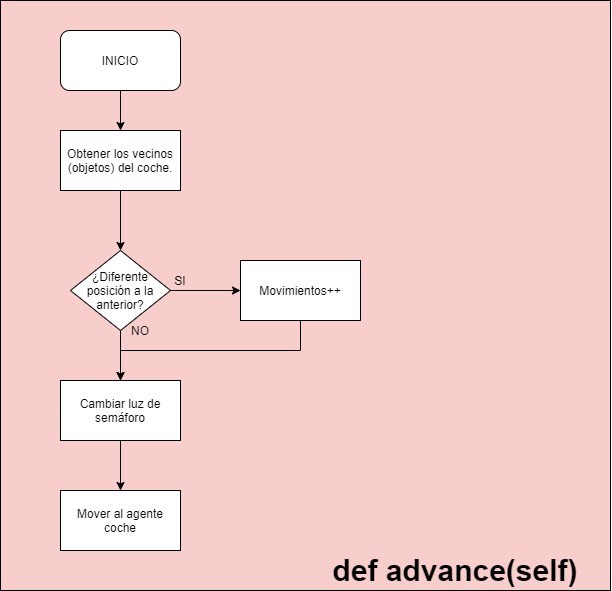 INICIO
Obtener los vecinos
(objetos) del coche.
¿Diferente
posición a la
anterior?
SI
Movimientos++
NO
Cambiar luz de
semáforo
Mover al agente
coche
def advance(self)